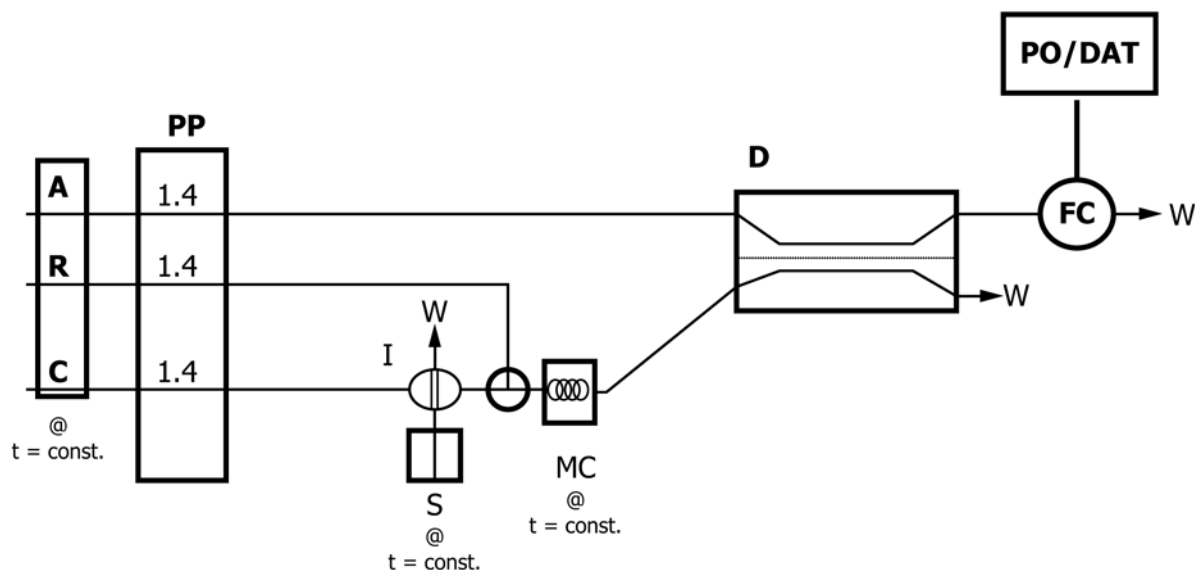 PO/DAT
PP
D
A
1.4
FC
W
R
1.4
W
W
I
C
1.4
@
t = const.
MC
@
t = const.
S
@
t = const.